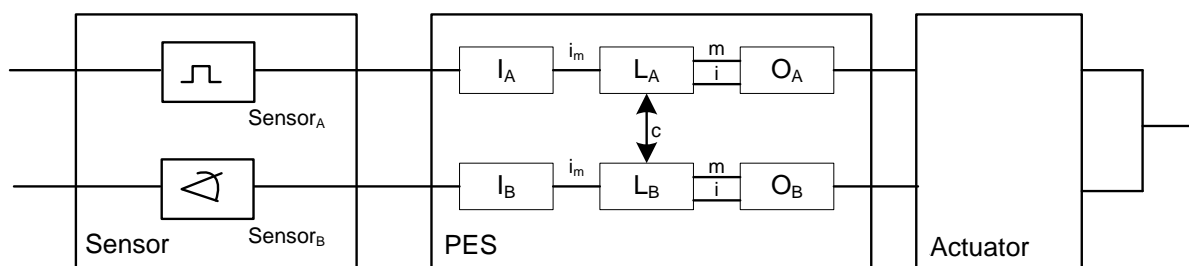 Sensor_A
Sensor_B
Sensor
I_A
i_m
L_A
m
i
O_A
c
I_B
i_m
L_B
m
i
O_B
PES
Actuator